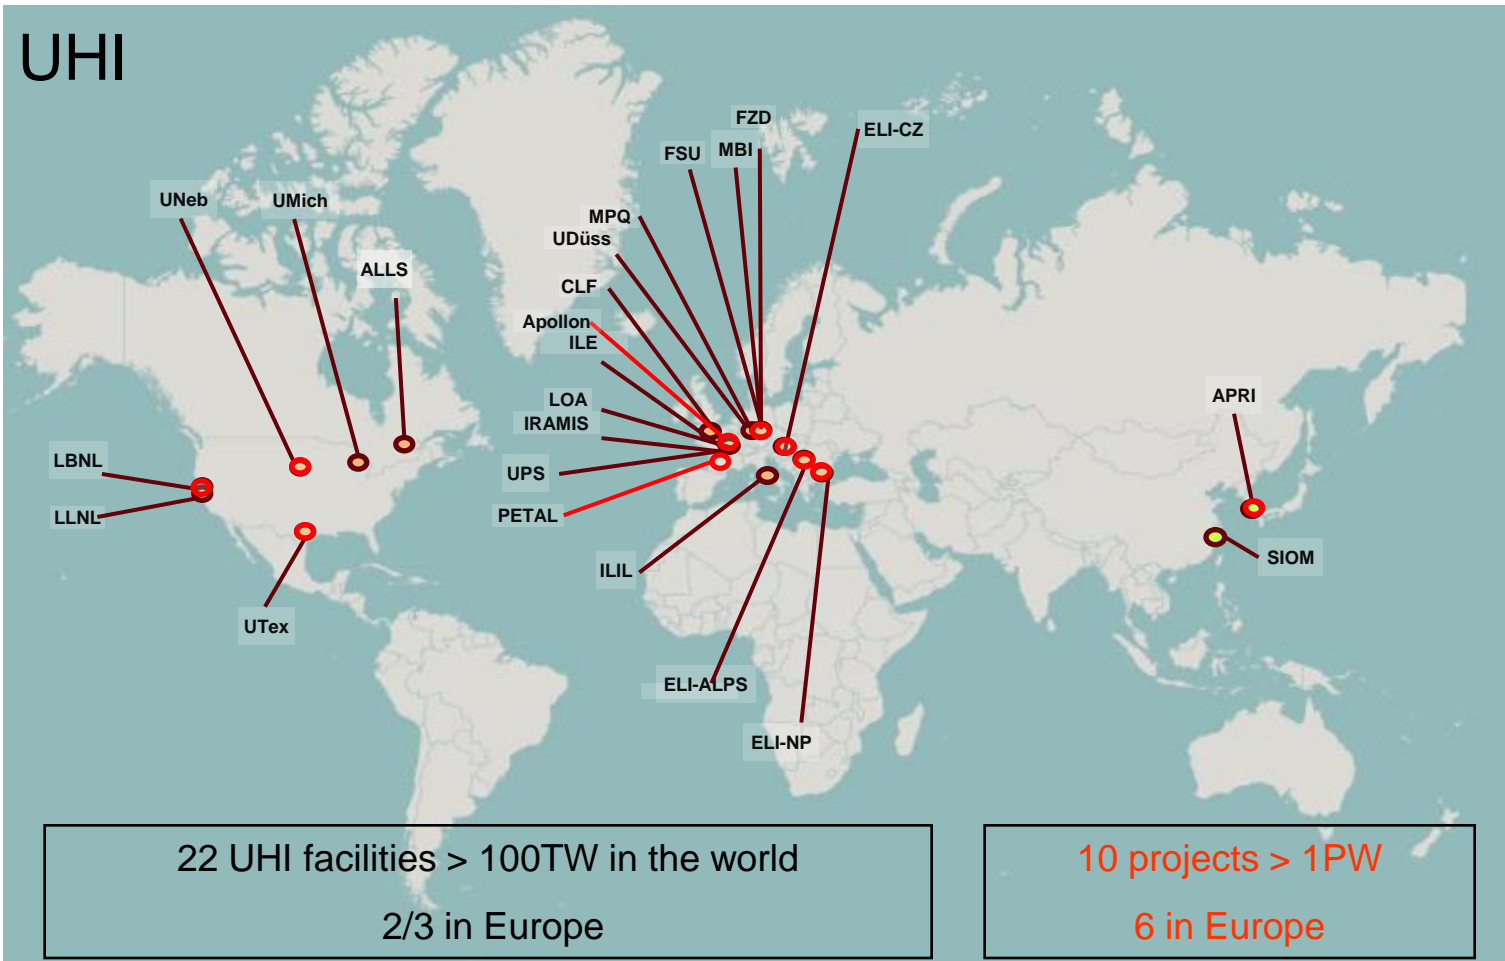 UHI
FZD
ELI-CZ
FSU
MBI
UNeb
UMich
MPQ
UDüss
ALLS
CLF
Apollon
ILE
LOA
IRAMIS
APRI
LBNL
UPS
LLNL
PETAL
SIOM
ILIL
UTex
ELI-ALPS
ELI-NP
22 UHI facilities > 100TW in the world
2/3 in Europe
10 projects > 1PW
6 in Europe